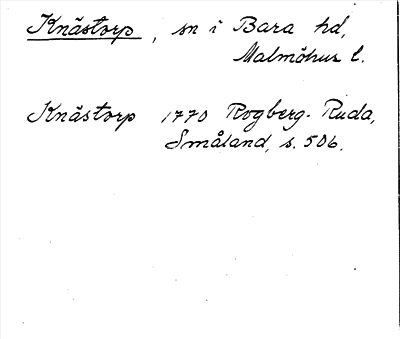 Knästorp, sn i Bara hd,
Malmöhus l.
Knästorp 1770 Rogberg-Ruda,
Småland, s. 506.